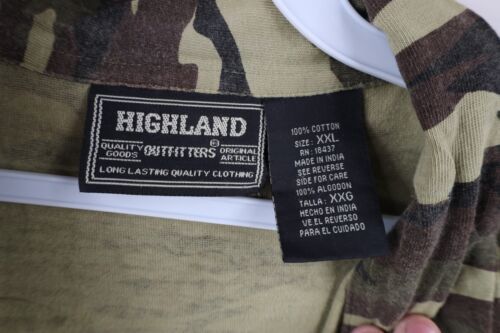 HIGHLAND
QUALITY GOODS OUTFITTERS® ORIGINAL ARTICLE
LONG LASTING QUALITY CLOTHING
100% COTTON
SIZE: XXL
RN: 18437
MADE IN INDIA
SEE REVERSE
SIDE FOR CARE
100% ALGODON
TALLA: XXG
HECHO EN INDIA
VE EL REVERSO
PARA EL CUIDADO